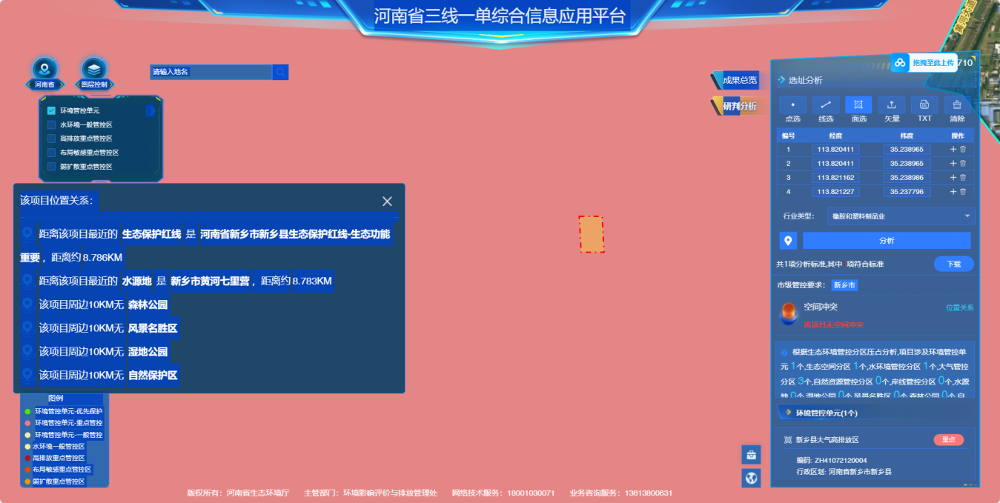 河南省三线一单综合信息应用平台
黄河大道
河南省
图层控制
请输入地名
环境管控单元
水环境一般管控区
高排放重点管控区
布局敏感重点管控区
弱扩散重点管控区
该项目位置关系:
距离该项目最近的 生态保护红线 是 河南省新乡市新乡县生态保护红线-生态功能
重要，距离约 8.786KM
距离该项目最近的 水源地 是 新乡市黄河七里营，距离约 8.783KM
该项目周边10KM无 森林公园
该项目周边10KM无 风景名胜区
该项目周边10KM无 湿地公园
该项目周边10KM无 自然保护区
图例
环境管控单元-优先保护
环境管控单元-重点管控
环境管控单元-一般管控
水环境一般管控区
高排放重点管控区
布局敏感重点管控区
弱扩散重点管控区
成果总览
研判分析
拖拽至此上传
710
选址分析
点选 线选 面选 矢量 TXT 清除
编号 经度 纬度 操作
1 113.820411 35.238965
2 113.820411 35.238965
3 113.821162 35.238986
4 113.821227 35.237796
行业类型: 橡胶和塑料制品业
分析
共1项分析标准,其中 项符合标准 下载
市级管控要求: 新乡市
空间冲突 位置关系
该项目无空间冲突
根据生态环境管控分区压占分析,项目涉及环境管控单
元 1个,生态空间分区 1个,水环境管控分区 1个,大气管控
分区 3个,自然资源管控分区 0个,岸线管控分区 0个,水源
地 0个,湿地公园 0个,风景名胜区 0个,森林公园 0个,自
环境管控单元(1个)
新乡县大气高排放区 重点
编码: ZH41072120004
行政区划: 河南省新乡市新乡县
版权所有：河南省生态环境厅 主管部门：环境影响评价与排放管理处 网络技术服务：18001030071 业务咨询服务：13613800631